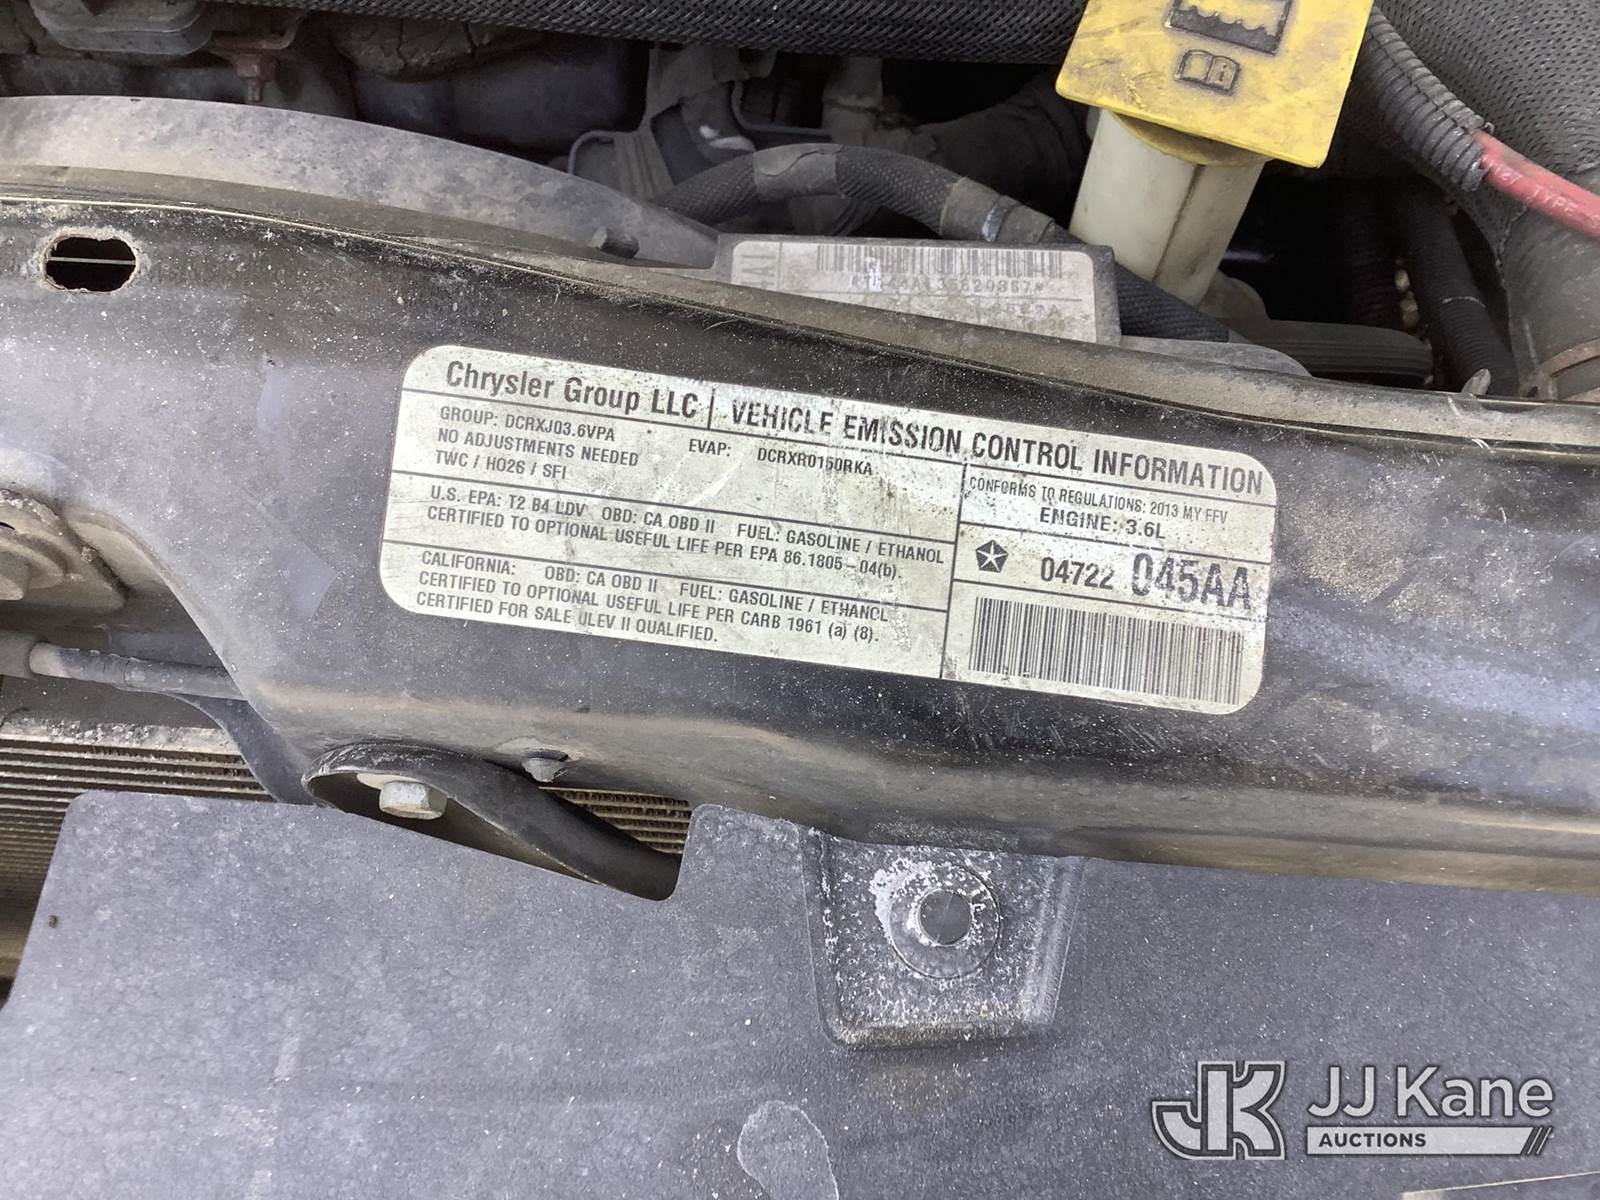 Chrysler Group LLC | VEHICLE EMISSION CONTROL INFORMATION
GROUP: DCRXJ03.6VPA EVAP: DCRXR0150RKA
NO ADJUSTMENTS NEEDED
TWC / HO2S / SFI
CONFORMS TO REGULATIONS: 2013 MY FFV
ENGINE: 3.6L
U.S. EPA: T2 B4 LDV OBD: CA OBD II FUEL: GASOLINE / ETHANOL
CERTIFIED TO OPTIONAL USEFUL LIFE PER EPA 86.1805-04(b).
04722 045AA
CALIFORNIA: OBD: CA OBD II FUEL: GASOLINE / ETHANOL
CERTIFIED TO OPTIONAL USEFUL LIFE PER CARB 1961 (a) (8).
CERTIFIED FOR SALE ULEV II QUALIFIED.
JK JJ Kane
AUCTIONS